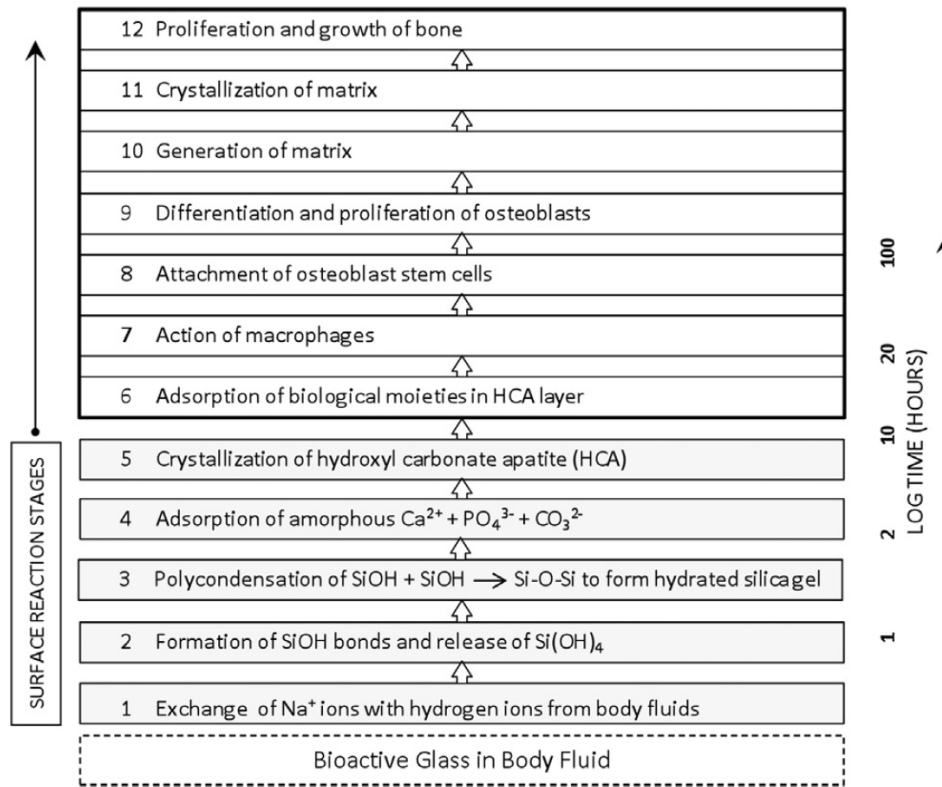 12 Proliferation and growth of bone
11 Crystallization of matrix
10 Generation of matrix
9 Differentiation and proliferation of osteoblasts
8 Attachment of osteoblast stem cells
7 Action of macrophages
6 Adsorption of biological moieties in HCA layer
5 Crystallization of hydroxyl carbonate apatite (HCA)
4 Adsorption of amorphous Ca²⁺ + PO₄³⁻ + CO₃²⁻
3 Polycondensation of SiOH + SiOH → Si-O-Si to form hydrated silicagel
2 Formation of SiOH bonds and release of Si(OH)₄
1 Exchange of Na⁺ ions with hydrogen ions from body fluids
Bioactive Glass in Body Fluid
SURFACE REACTION STAGES
100
20
10
2
1
LOG TIME (HOURS)